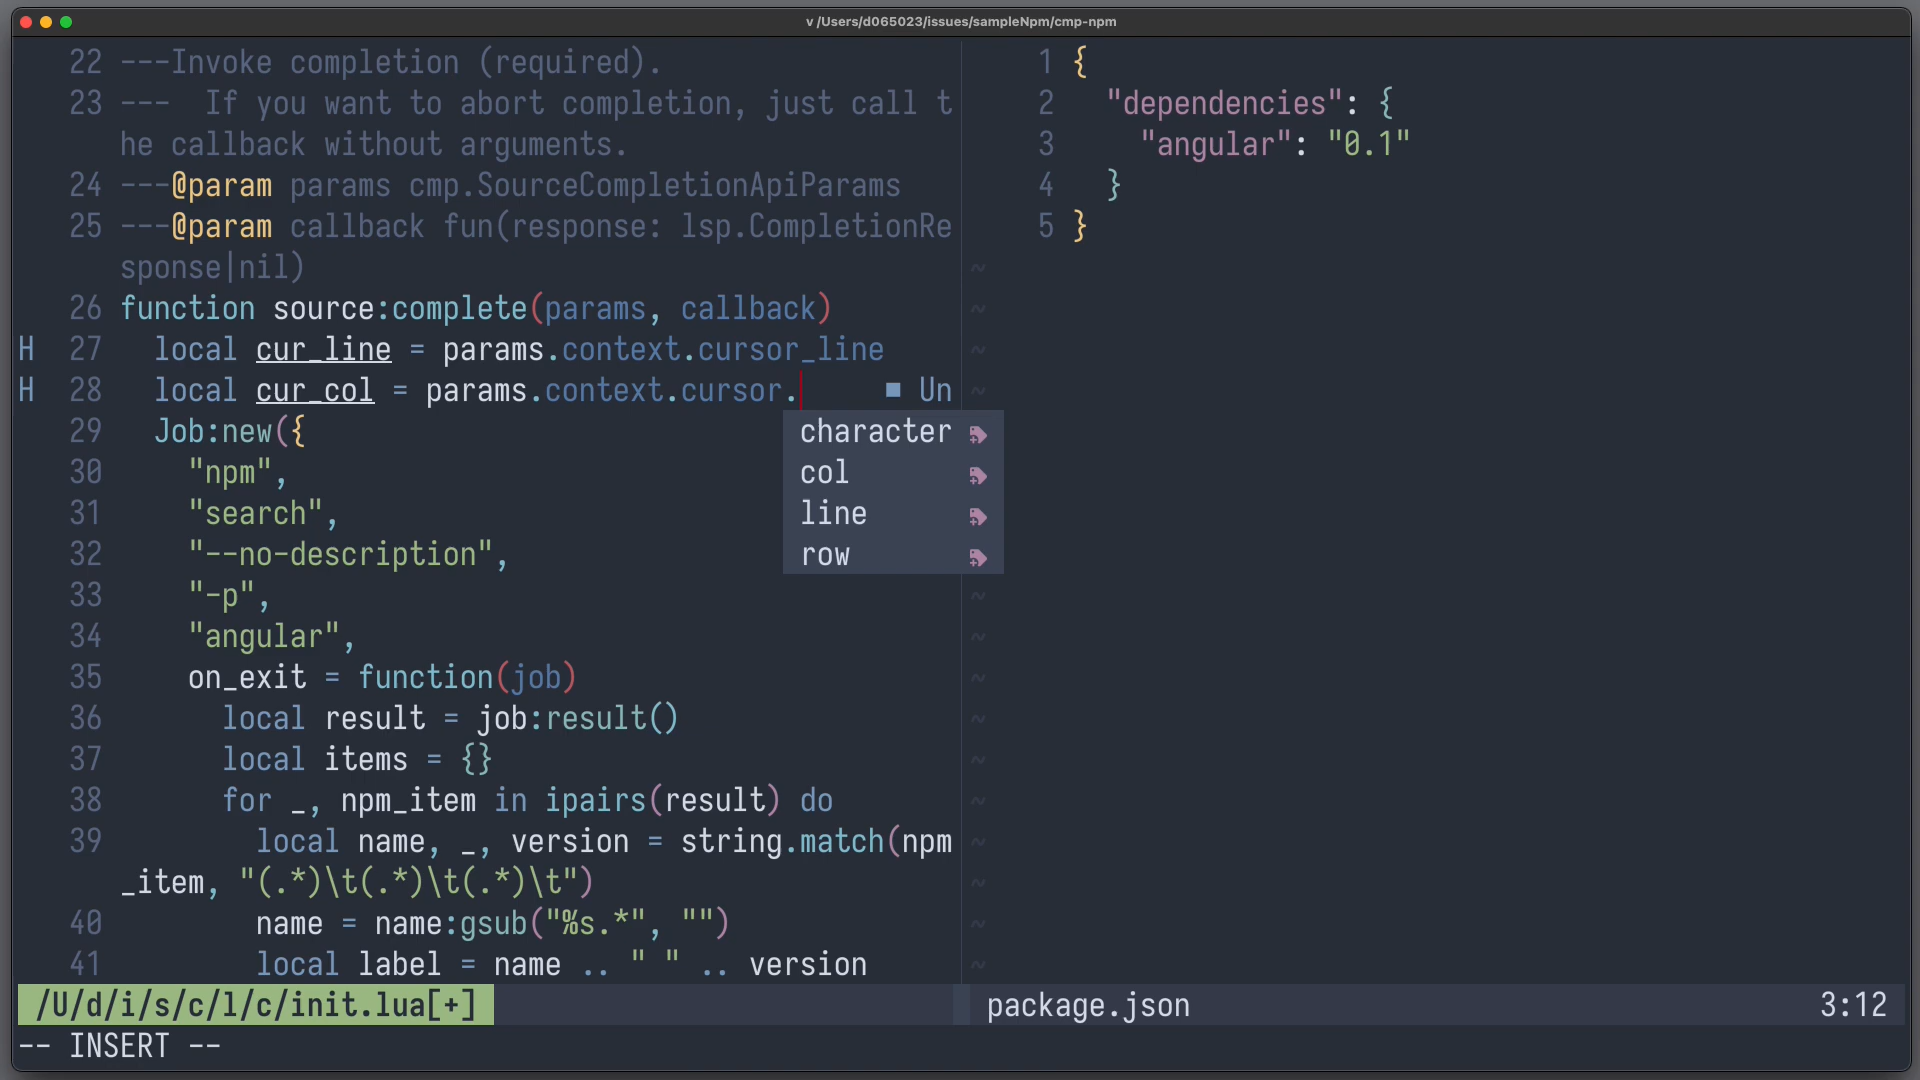 v /Users/d065023/issues/sampleNpm/cmp-npm
22 ---Invoke completion (required).
23 ---  If you want to abort completion, just call t
he callback without arguments.
24 ---@param params cmp.SourceCompletionApiParams
25 ---@param callback fun(response: lsp.CompletionRe
sponse|nil)
26 function source:complete(params, callback)
H 27   local cur_line = params.context.cursor_line
H 28   local cur_col = params.context.cursor.     ■ Un
29   Job:new({
30     "npm",
31     "search",
32     "--no-description",
33     "-p",
34     "angular",
35     on_exit = function(job)
36       local result = job:result()
37       local items = {}
38       for _, npm_item in ipairs(result) do
39         local name, _, version = string.match(npm
_item, "(.*)\t(.*)\t(.*)\t")
40         name = name:gsub("%s.*", "")
41         local label = name .. " " .. version
character
col
line
row
/U/d/i/s/c/l/c/init.lua[+]
-- INSERT --
1 {
2   "dependencies": {
3     "angular": "0.1"
4   }
5 }
~
~
~
~
~
~
~
~
~
~
~
~
~
~
package.json 3:12